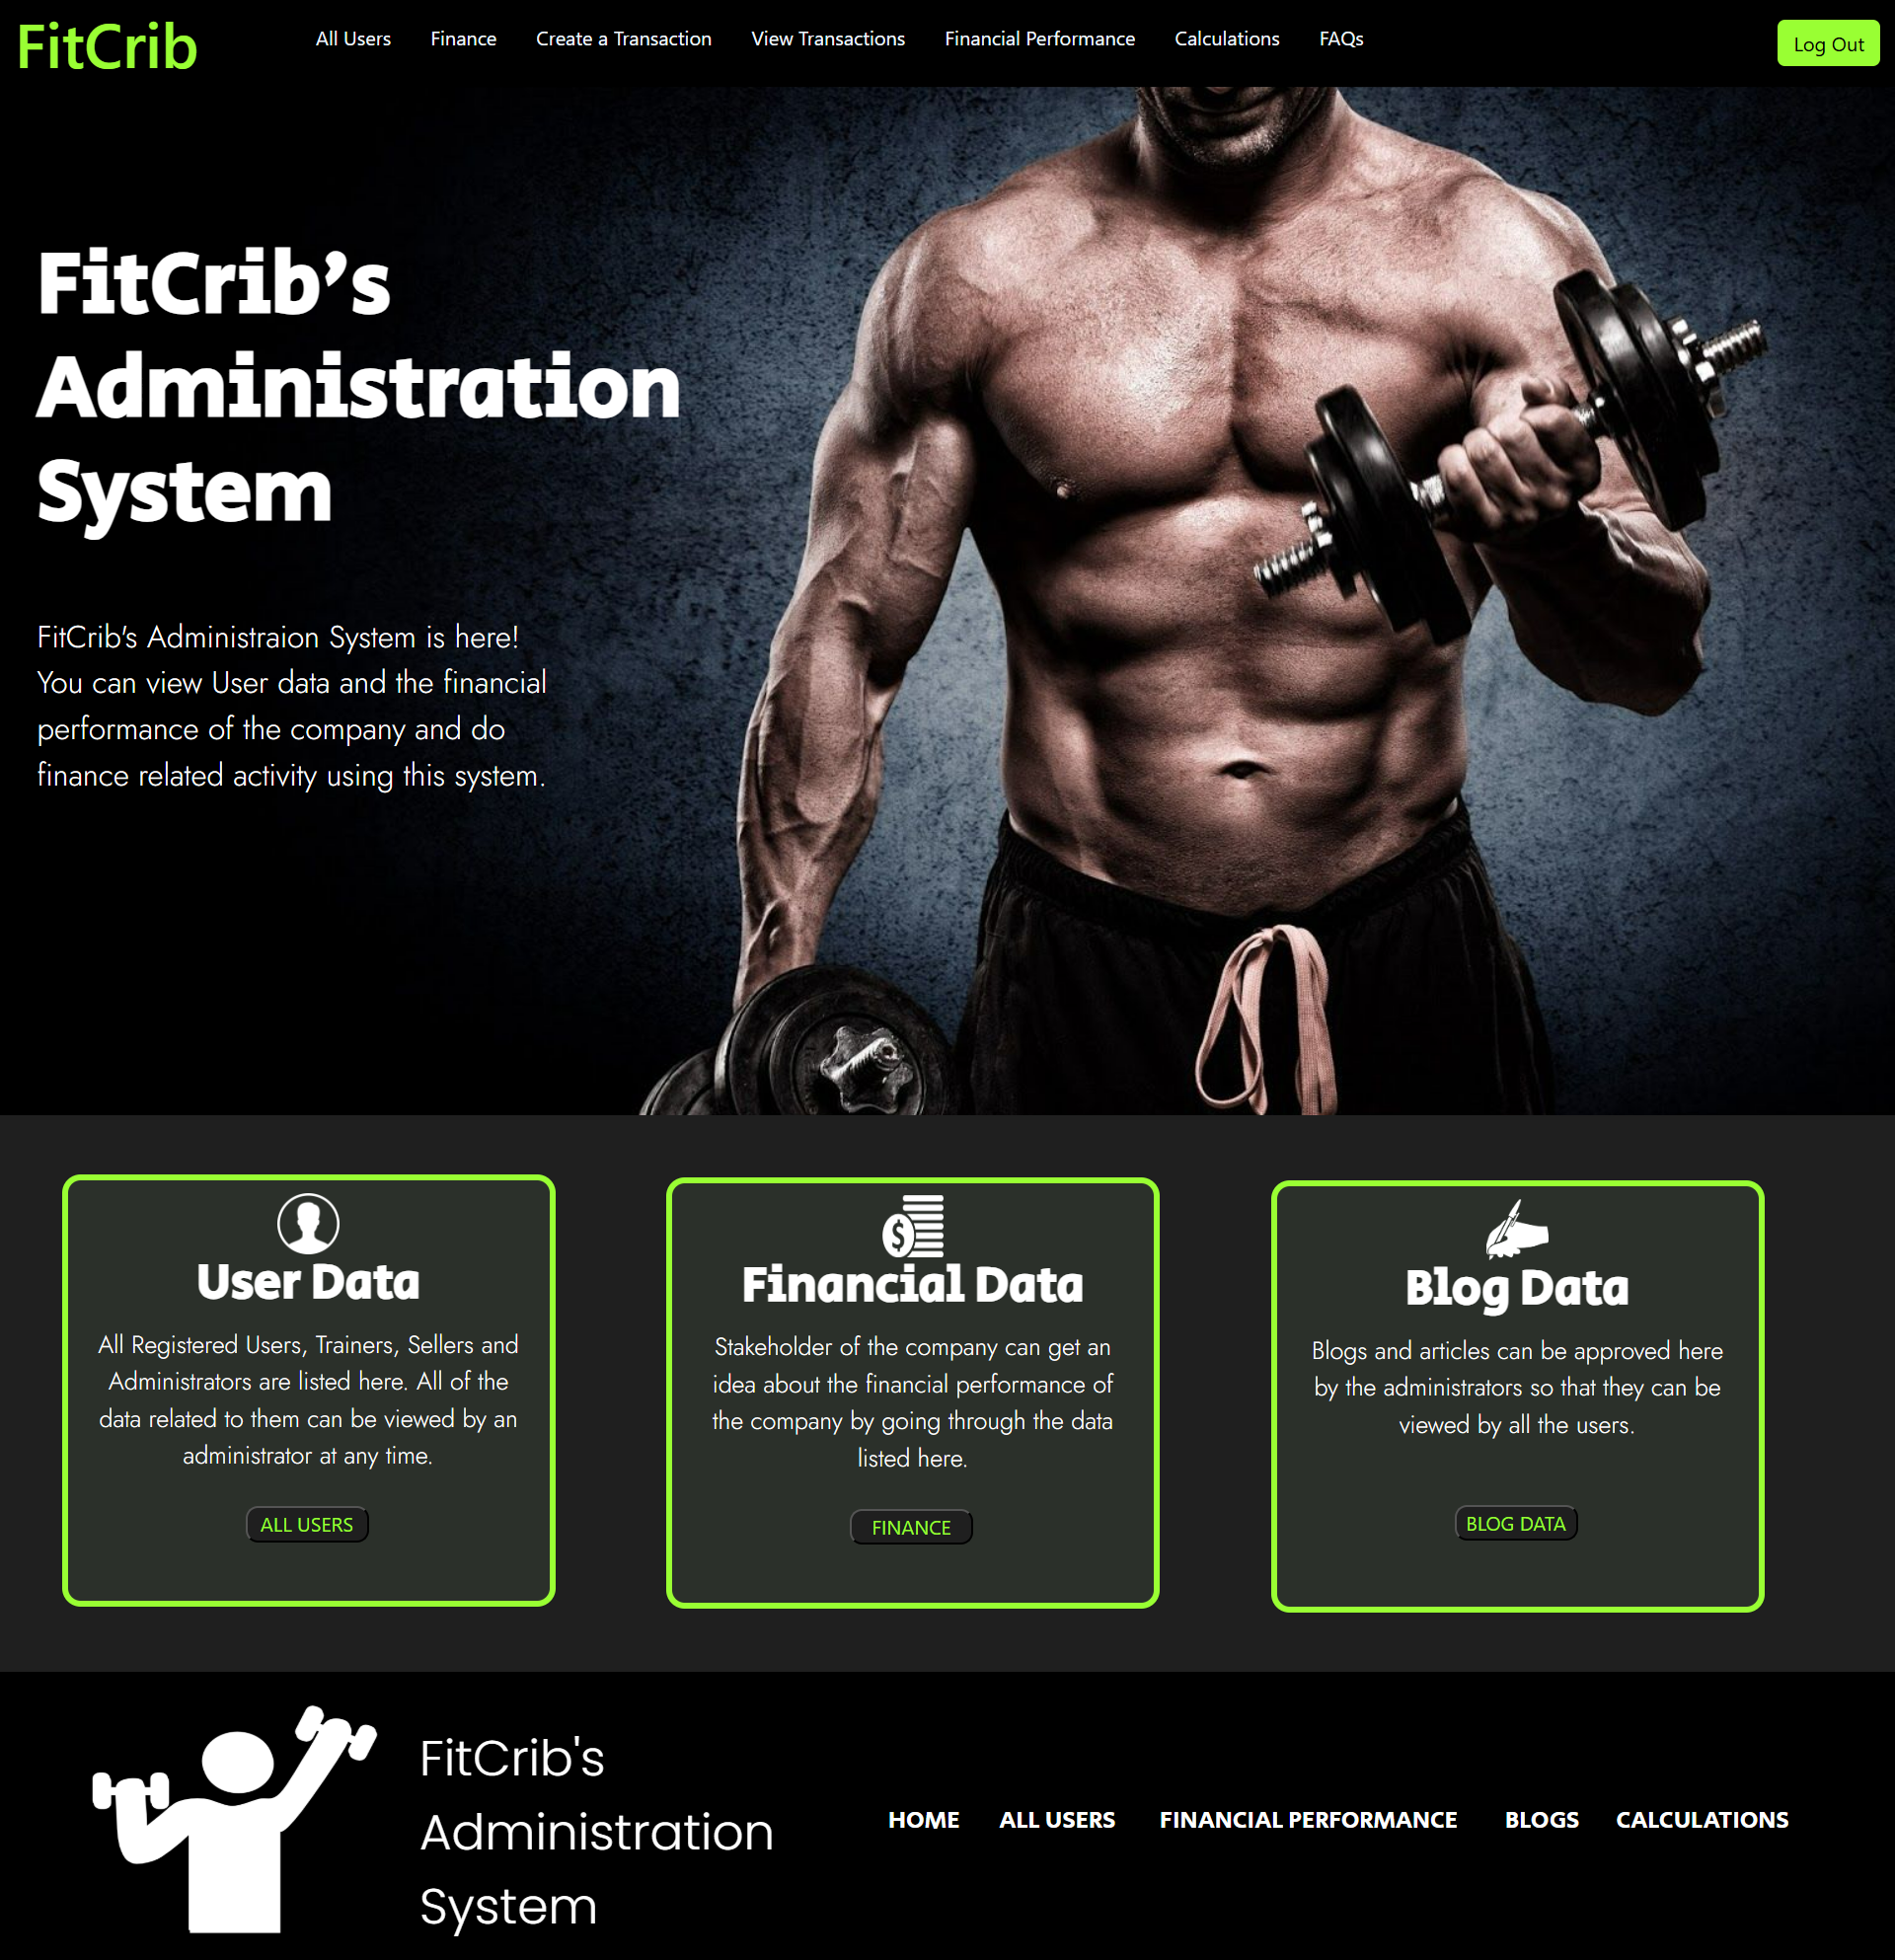 FitCrib
All Users Finance Create a Transaction View Transactions Financial Performance Calculations FAQs
Log Out
FitCrib's
Administration
System
FitCrib's Administraion System is here!
You can view User data and the financial
performance of the company and do
finance related activity using this system.
User Data
All Registered Users, Trainers, Sellers and
Administrators are listed here. All of the
data related to them can be viewed by an
administrator at any time.
ALL USERS
$
Financial Data
Stakeholder of the company can get an
idea about the financial performance of
the company by going through the data
listed here.
FINANCE
Blog Data
Blogs and articles can be approved here
by the administrators so that they can be
viewed by all the users.
BLOG DATA
FitCrib's
Administration
System
HOME ALL USERS FINANCIAL PERFORMANCE BLOGS CALCULATIONS